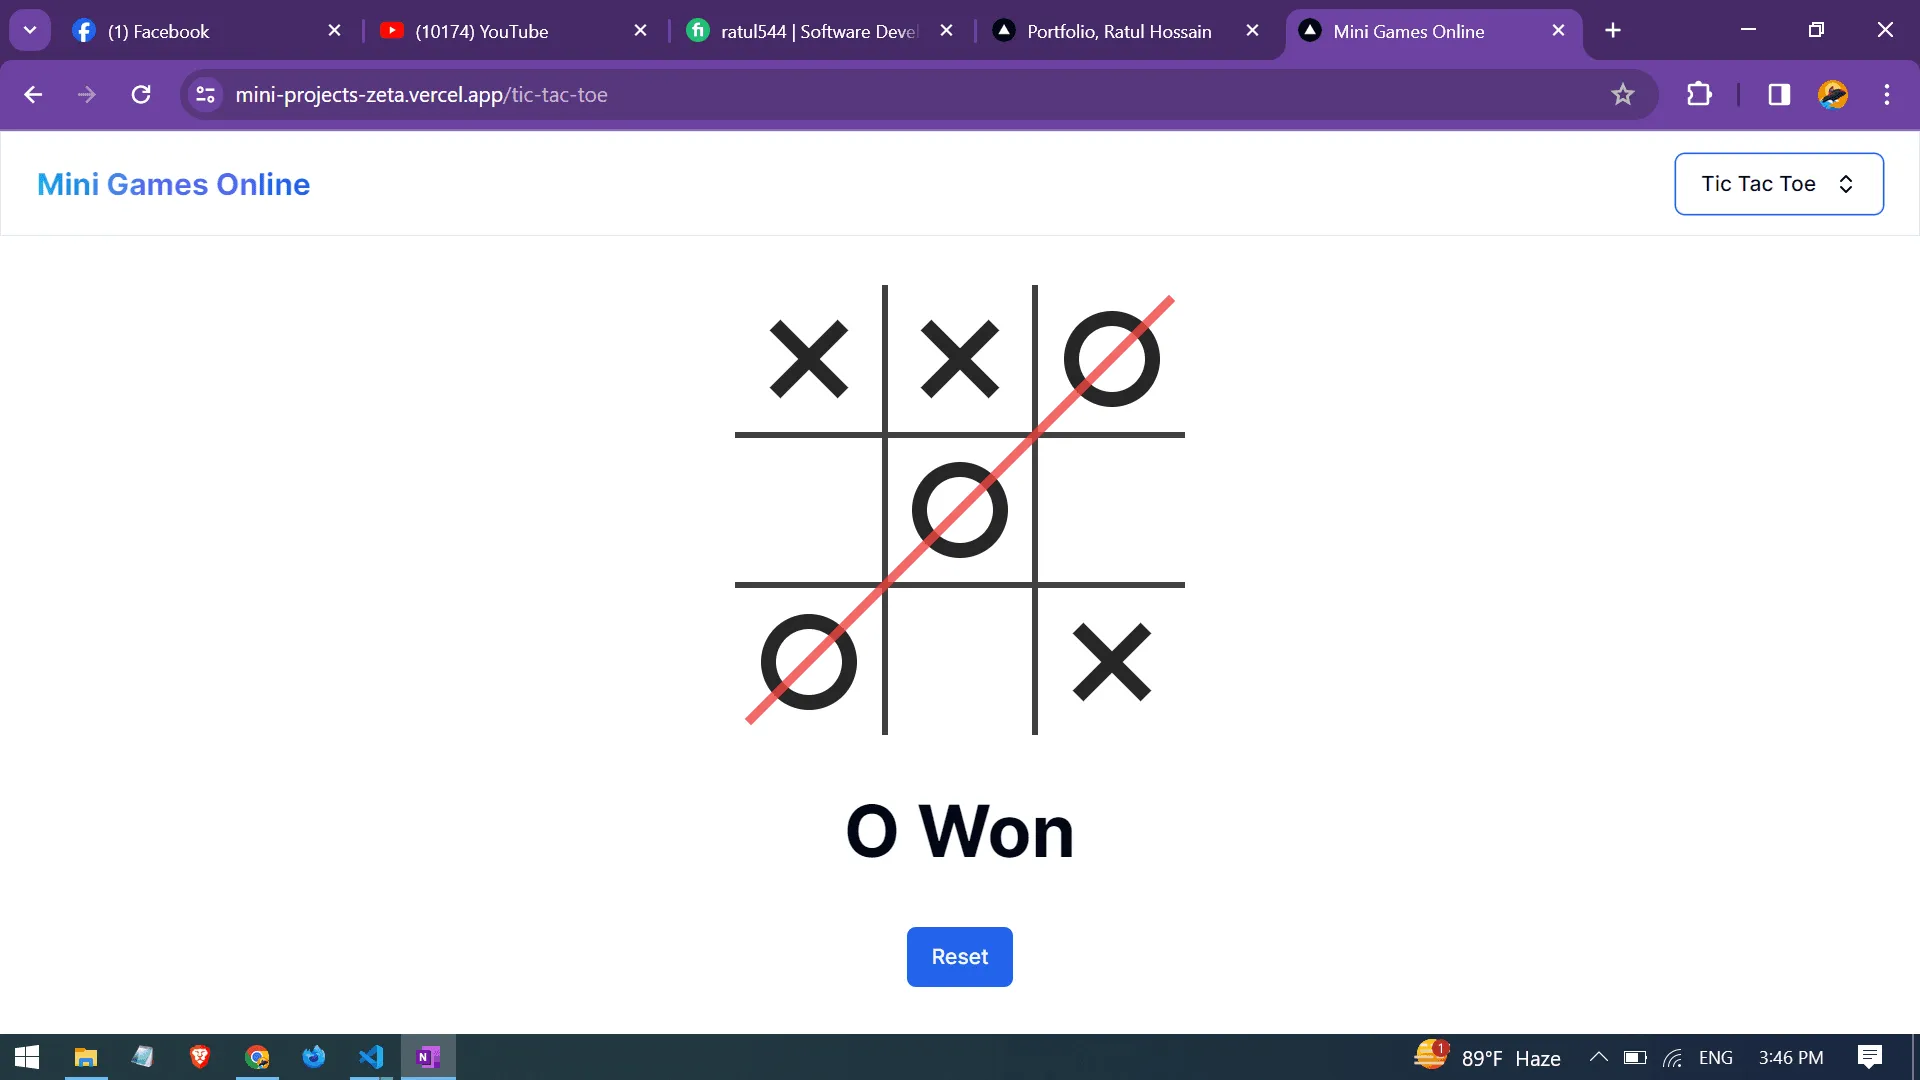 (1) Facebook
(10174) YouTube
ratul544 | Software Devel
Portfolio, Ratul Hossain
Mini Games Online
mini-projects-zeta.vercel.app/tic-tac-toe
Mini Games Online
Tic Tac Toe
X X O
O
O X
O Won
Reset
1
89°F Haze
ENG
3:46 PM